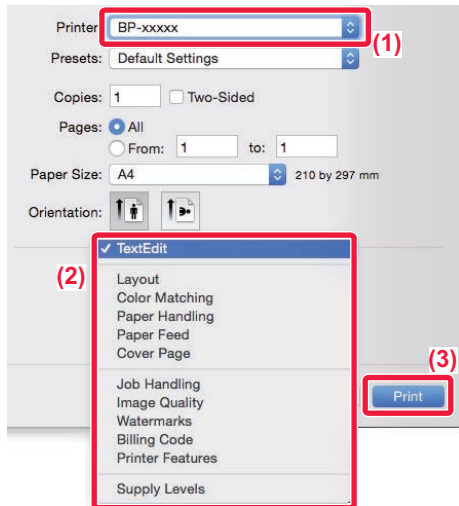 Printer: BP-xxxxx
(1)
Presets: Default Settings
Copies: 1 Two-Sided
Pages: All
From: 1 to: 1
Paper Size: A4 210 by 297 mm
Orientation:
✓ TextEdit
(2)
Layout
Color Matching
Paper Handling
Paper Feed
Cover Page
(3)
Job Handling
Print
Image Quality
Watermarks
Billing Code
Printer Features
Supply Levels